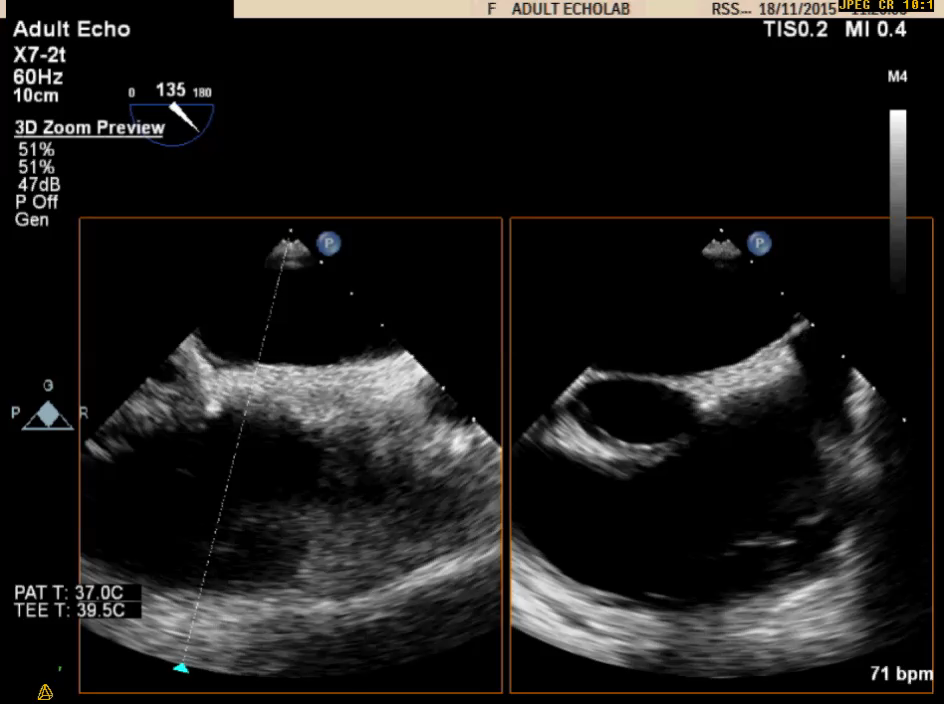 F ADULT ECHOLAB RSS... 18/11/2015
JPEG CR 10:1
Adult Echo
TIS0.2 MI 0.4
X7-2t
60Hz
10cm
M4
0 135 180
3D Zoom Preview
51%
51%
47dB
P Off
Gen
P
P
G
P R
PAT T: 37.0C
TEE T: 39.5C
71 bpm